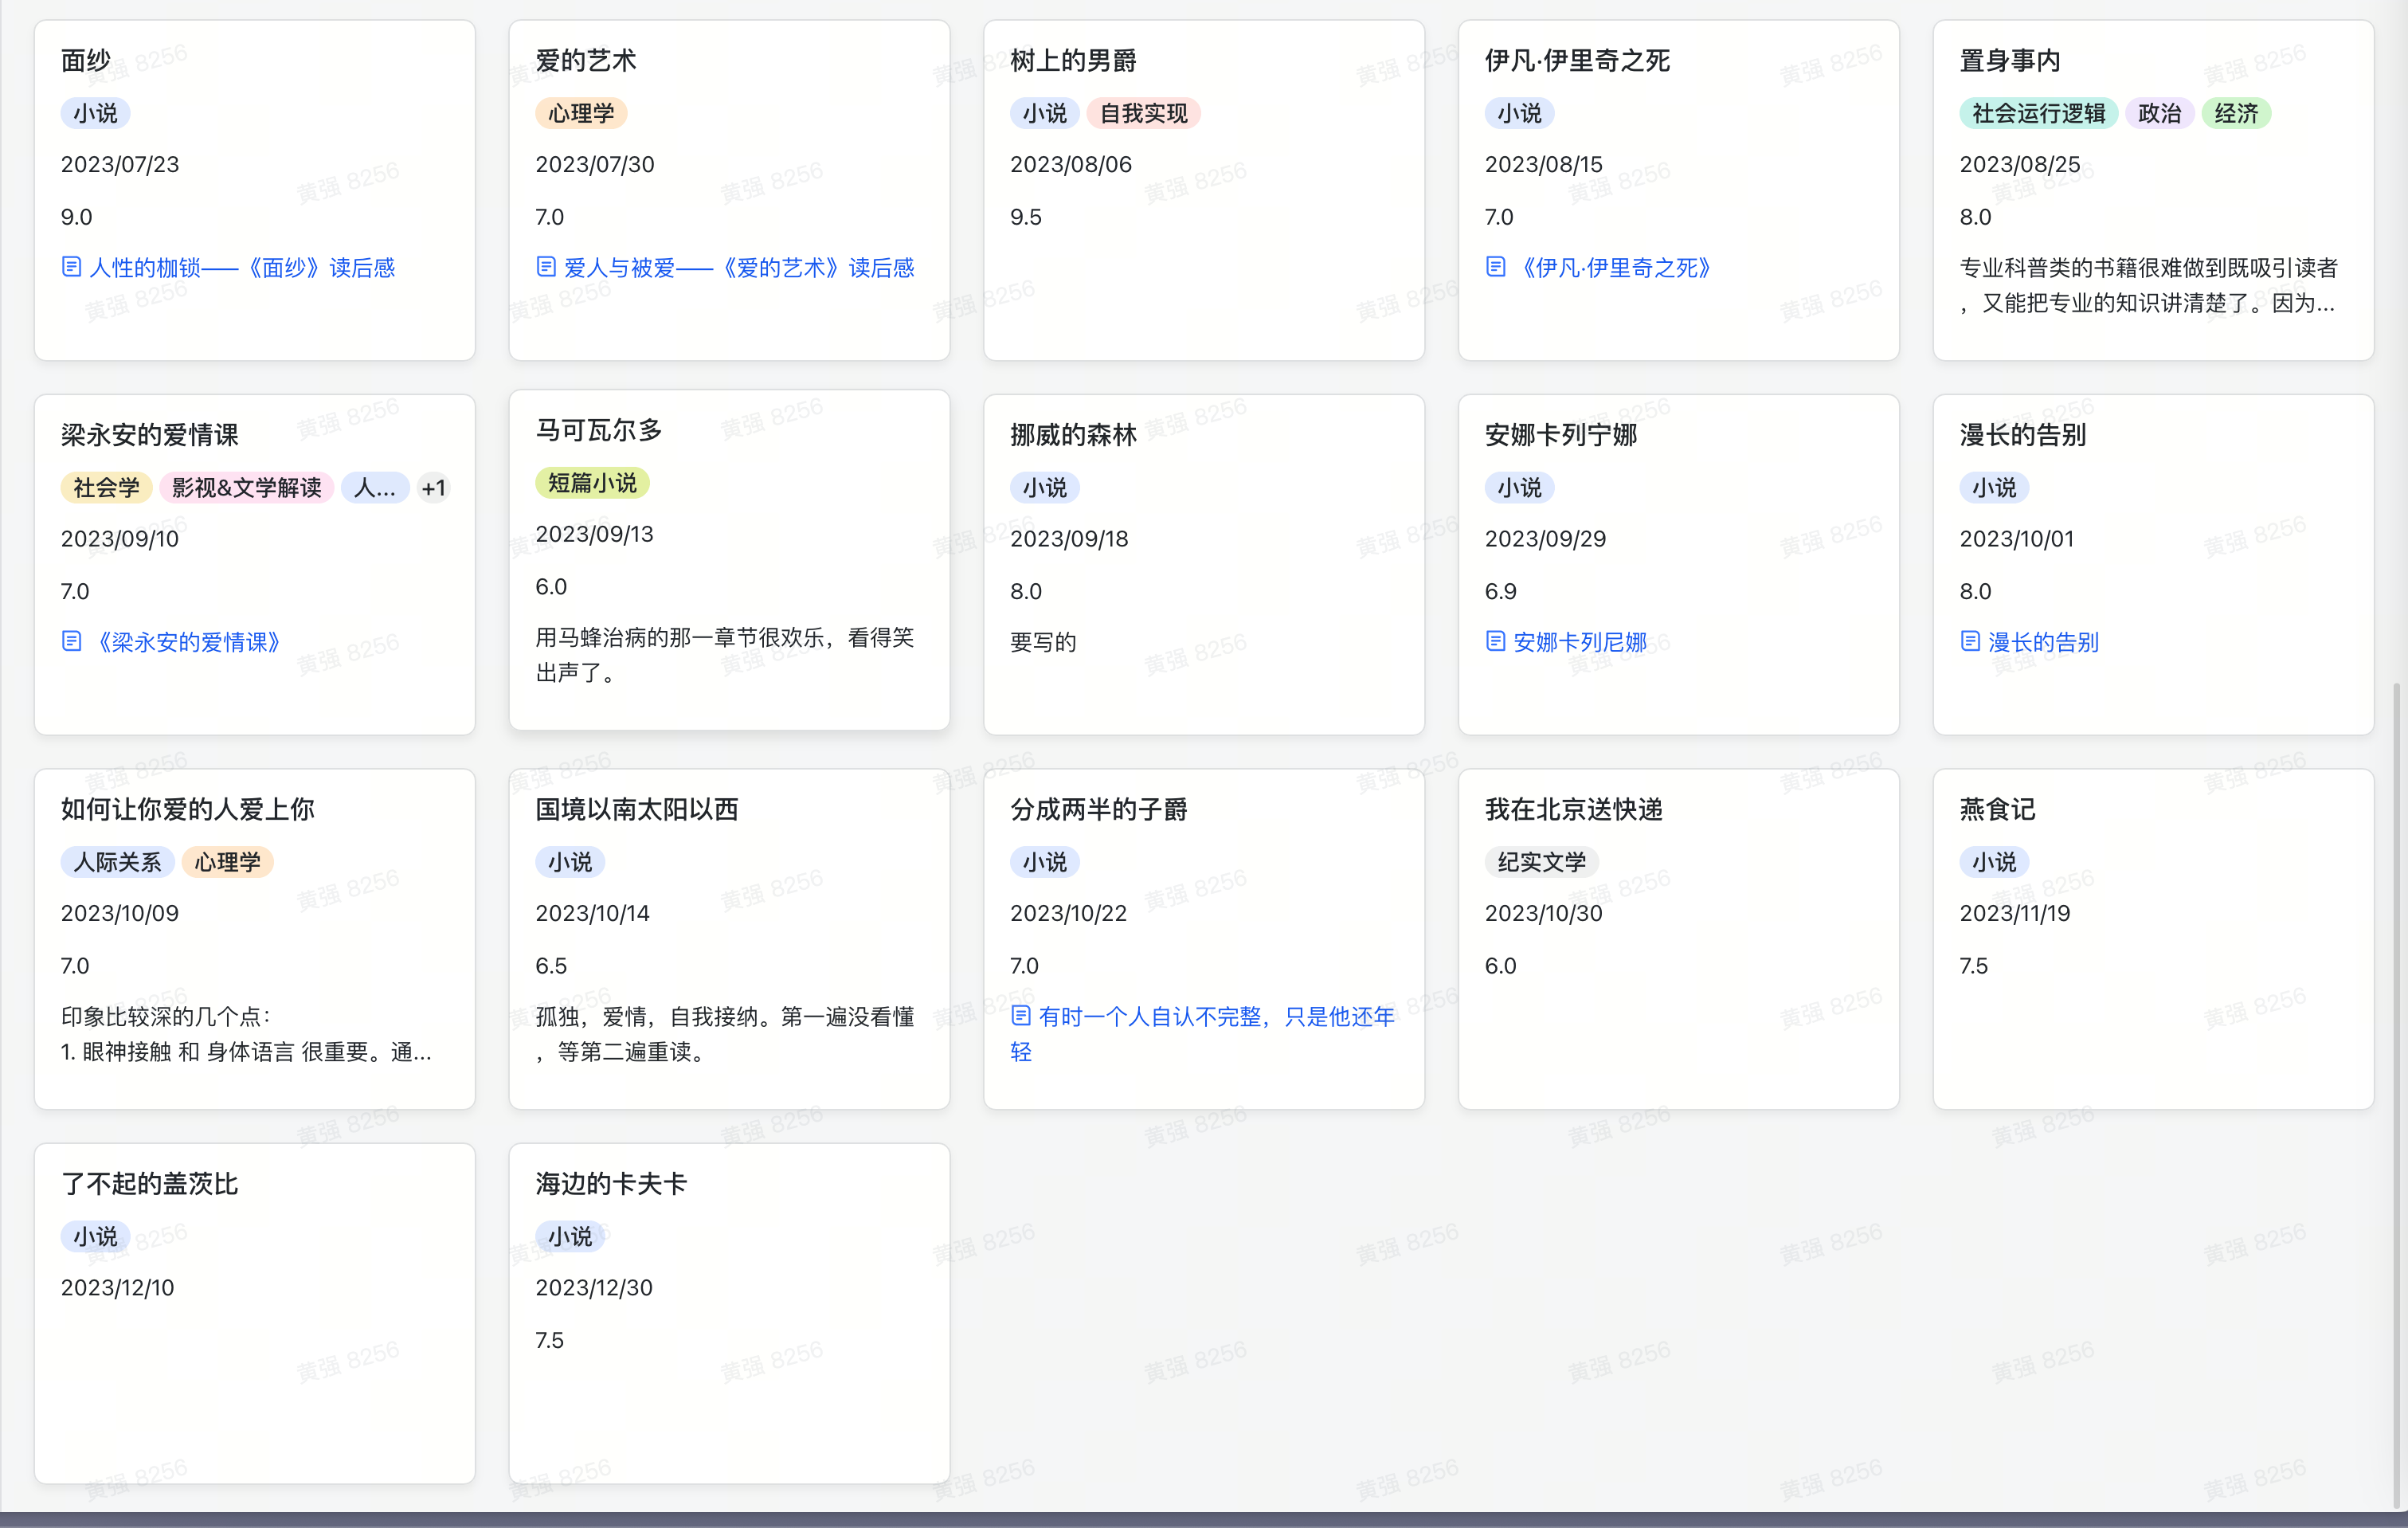 面纱
小说
2023/07/23
9.0
人性的枷锁——《面纱》读后感
爱的艺术
心理学
2023/07/30
7.0
爱人与被爱——《爱的艺术》读后感
树上的男爵
小说 自我实现
2023/08/06
9.5
伊凡·伊里奇之死
小说
2023/08/15
7.0
《伊凡·伊里奇之死》
置身事内
社会运行逻辑 政治 经济
2023/08/25
8.0
专业科普类的书籍很难做到既吸引读者
，又能把专业的知识讲清楚了。因为...
梁永安的爱情课
社会学 影视&文学解读 人... +1
2023/09/10
7.0
《梁永安的爱情课》
马可瓦尔多
短篇小说
2023/09/13
6.0
用马蜂治病的那一章节很欢乐，看得笑
出声了。
挪威的森林
小说
2023/09/18
8.0
要写的
安娜卡列宁娜
小说
2023/09/29
6.9
安娜卡列尼娜
漫长的告别
小说
2023/10/01
8.0
漫长的告别
如何让你爱的人爱上你
人际关系 心理学
2023/10/09
7.0
印象比较深的几个点：
1. 眼神接触 和 身体语言 很重要。通...
国境以南太阳以西
小说
2023/10/14
6.5
孤独，爱情，自我接纳。第一遍没看懂
，等第二遍重读。
分成两半的子爵
小说
2023/10/22
7.0
有时一个人自认不完整，只是他还年
轻
我在北京送快递
纪实文学
2023/10/30
6.0
燕食记
小说
2023/11/19
7.5
了不起的盖茨比
小说
2023/12/10
海边的卡夫卡
小说
2023/12/30
7.5
黄强 8256